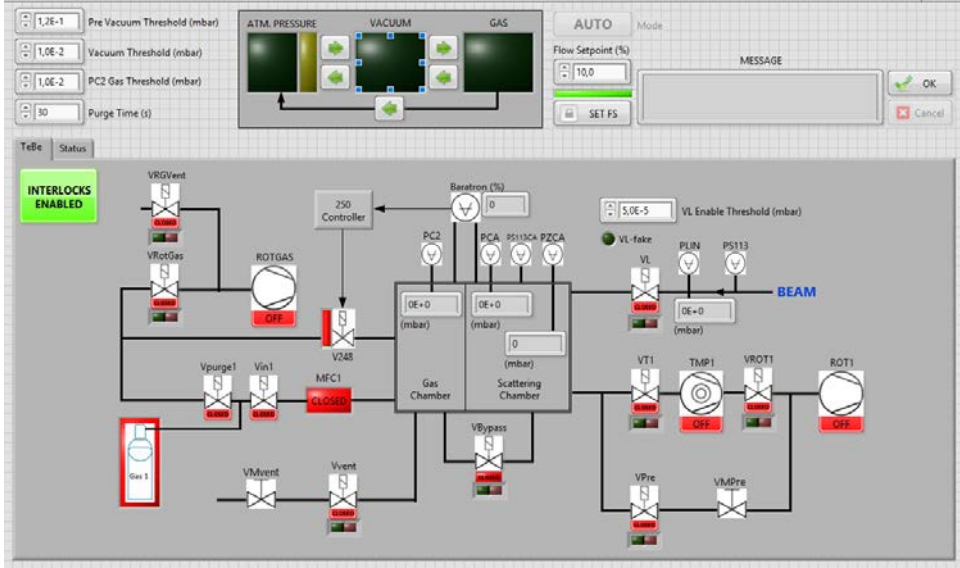 1,2E-1 Pre Vacuum Threshold (mbar)
1,0E-2 Vacuum Threshold (mbar)
1,0E-2 PC2 Gas Threshold (mbar)
30 Purge Time (s)
ATM. PRESSURE VACUUM GAS
AUTO Mode
Flow Setpoint (%)
10,0
SET FS
MESSAGE
OK
Cancel
TeBe Status
INTERLOCKS
ENABLED
VRGVent
CLOSED
VRotGas
CLOSED
ROTGAS
OFF
250
Controller
Baratron (%)
0
PC2 PCA PS113CA PZCA
0E+0
(mbar)
0E+0
(mbar)
0
(mbar)
Gas
Chamber
Scattering
Chamber
5,0E-5 VL Enable Threshold (mbar)
VL-fake
VL
CLOSED
PLIN PS113
0E+0
(mbar)
BEAM
V248
Vpurge1 Vin1 MFC1
CLOSED CLOSED CLOSED
Gas 1
VMvent Vvent
CLOSED
VBypass
CLOSED
VT1 TMP1 VROT1 ROT1
CLOSED OFF CLOSED OFF
VPre VMPre
CLOSED